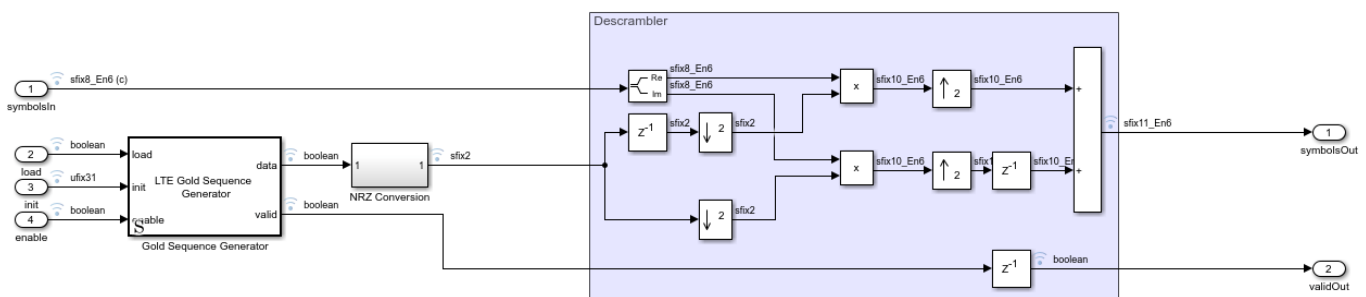 Descrambler
1
symbolsIn
sfix8_En6 (c)
Re
Im
sfix8_En6
sfix8_En6
x
sfix10_En6
2
sfix10_En6
+
+
sfix11_En6
1
symbolsOut
z-1
sfix2
2
sfix2
x
sfix10_En6
2
z-1
2
load
boolean
3
init
ufix31
4
enable
boolean
load
init
enable
S
LTE Gold Sequence
Generator
data
valid
Gold Sequence Generator
boolean
boolean
1
1
NRZ Conversion
sfix2
2
sfix2
z-1
boolean
2
validOut